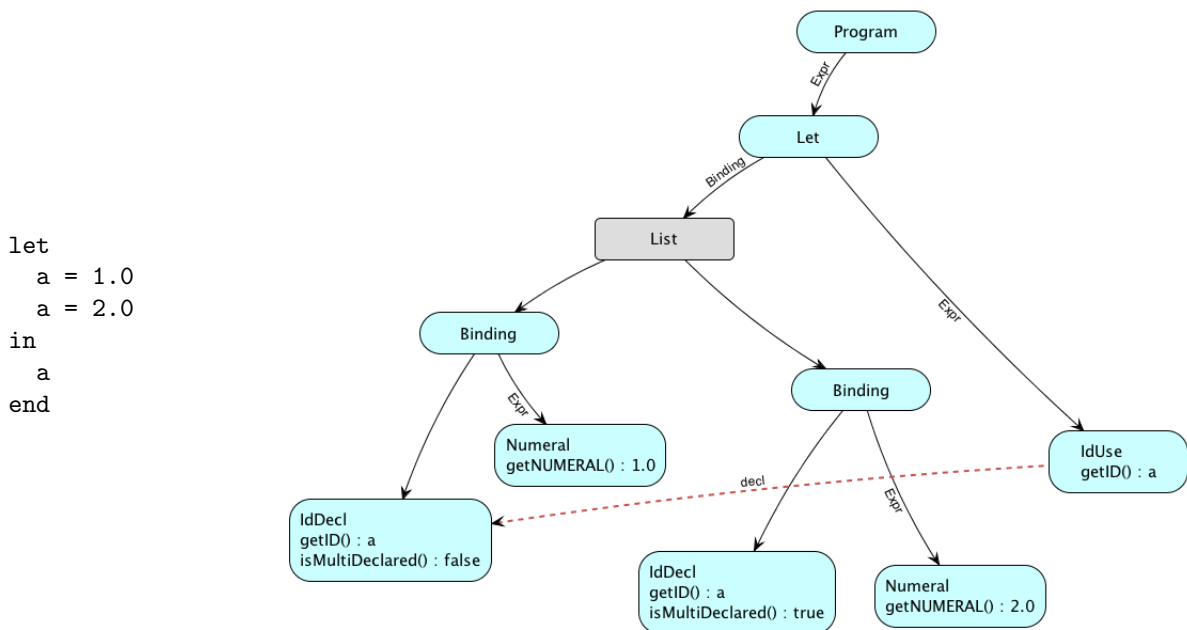 let
a = 1.0
a = 2.0
in
a
end
Program
Expr
Let
Binding
List
Expr
Binding
Binding
Expr
Numeral
getNUMERAL() : 1.0
IdUse
getID() : a
decl
Expr
IdDecl
getID() : a
isMultiDeclared() : false
IdDecl
getID() : a
isMultiDeclared() : true
Numeral
getNUMERAL() : 2.0